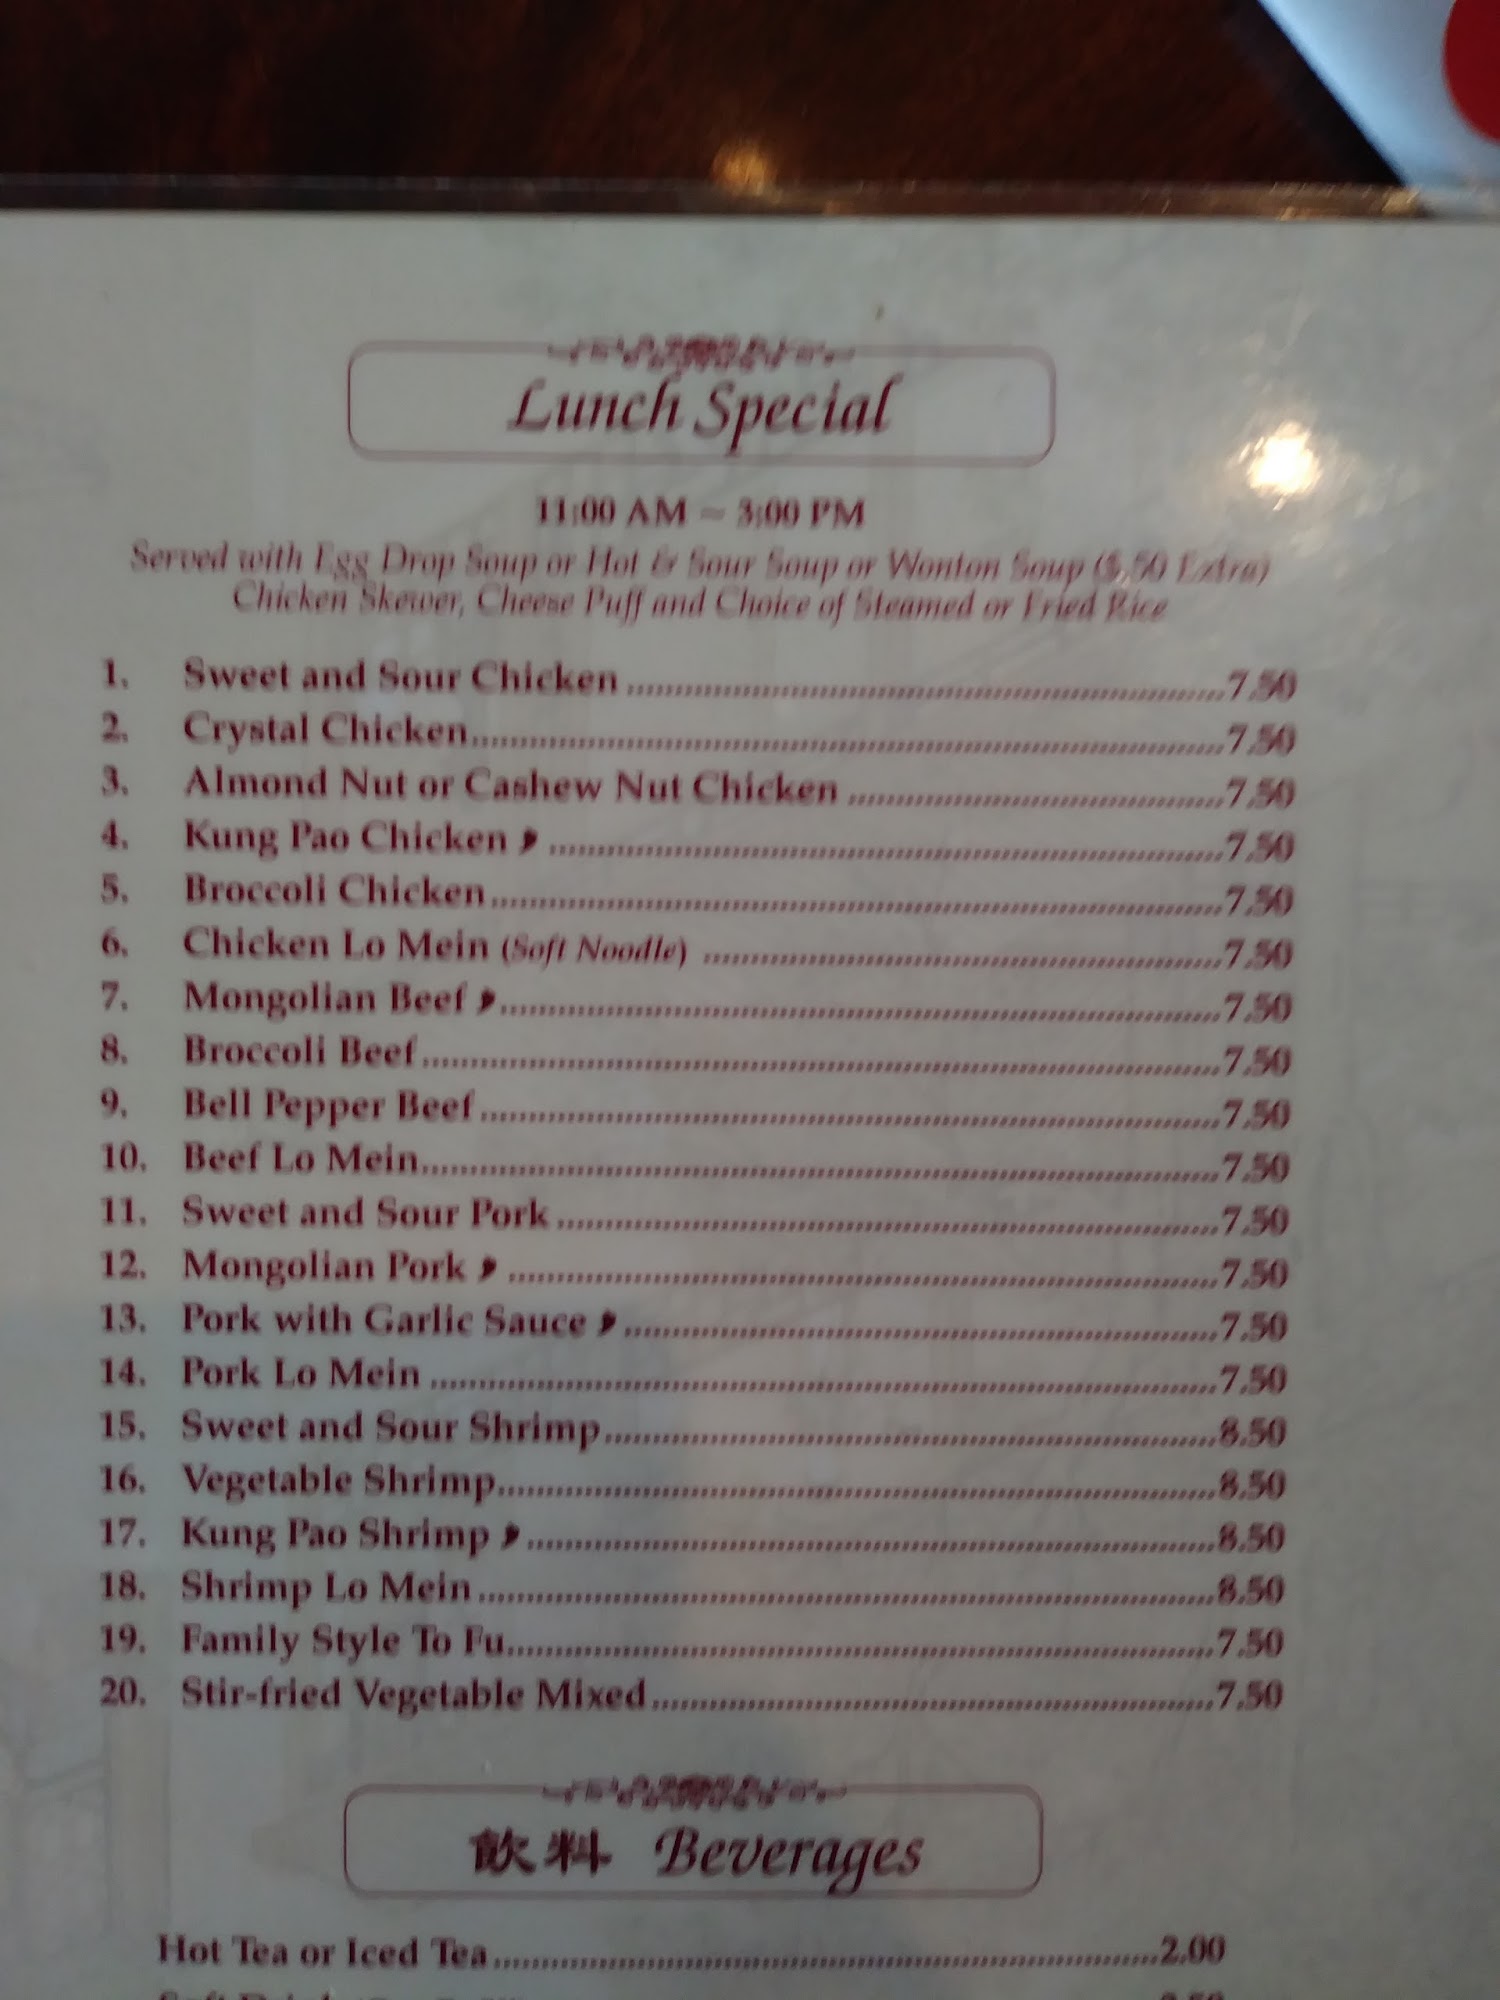 Lunch Special
11:00 AM ~ 3:00 PM
Served with Egg Drop Soup or Hot & Sour Soup or Wonton Soup ($.50 Extra)
Chicken Skewer, Cheese Puff and Choice of Steamed or Fried Rice
1. Sweet and Sour Chicken 7.50
2. Crystal Chicken 7.50
3. Almond Nut or Cashew Nut Chicken 7.50
4. Kung Pao Chicken 7.50
5. Broccoli Chicken 7.50
6. Chicken Lo Mein (Soft Noodle) 7.50
7. Mongolian Beef 7.50
8. Broccoli Beef 7.50
9. Bell Pepper Beef 7.50
10. Beef Lo Mein 7.50
11. Sweet and Sour Pork 7.50
12. Mongolian Pork 7.50
13. Pork with Garlic Sauce 7.50
14. Pork Lo Mein 7.50
15. Sweet and Sour Shrimp 8.50
16. Vegetable Shrimp 8.50
17. Kung Pao Shrimp 8.50
18. Shrimp Lo Mein 8.50
19. Family Style To Fu 7.50
20. Stir-fried Vegetable Mixed 7.50
飲料 Beverages
Hot Tea or Iced Tea 2.00